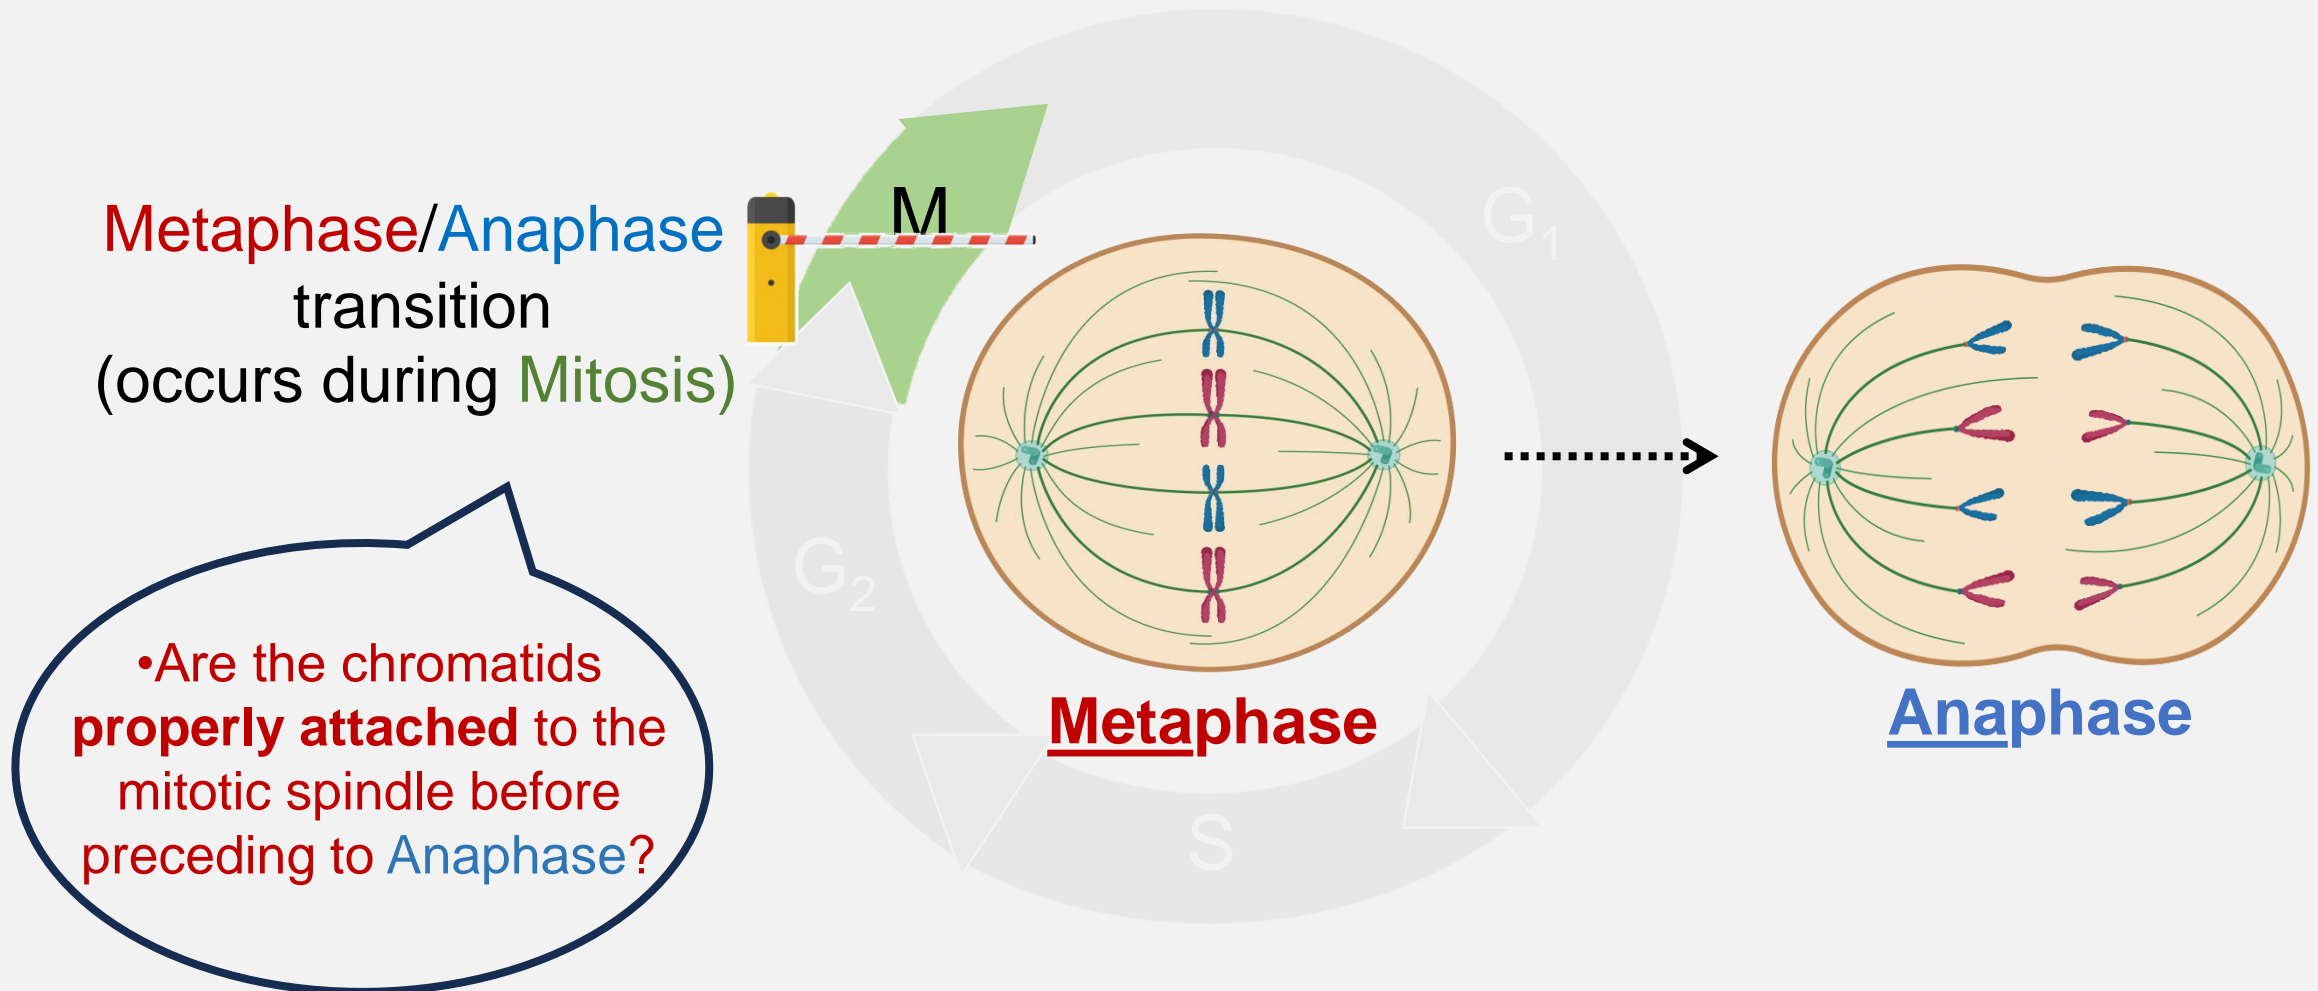 Metaphase/Anaphase
transition
(occurs during Mitosis)
M
G₁
G₂
S
•Are the chromatids
properly attached to the
mitotic spindle before
preceding to Anaphase?
Metaphase
Anaphase